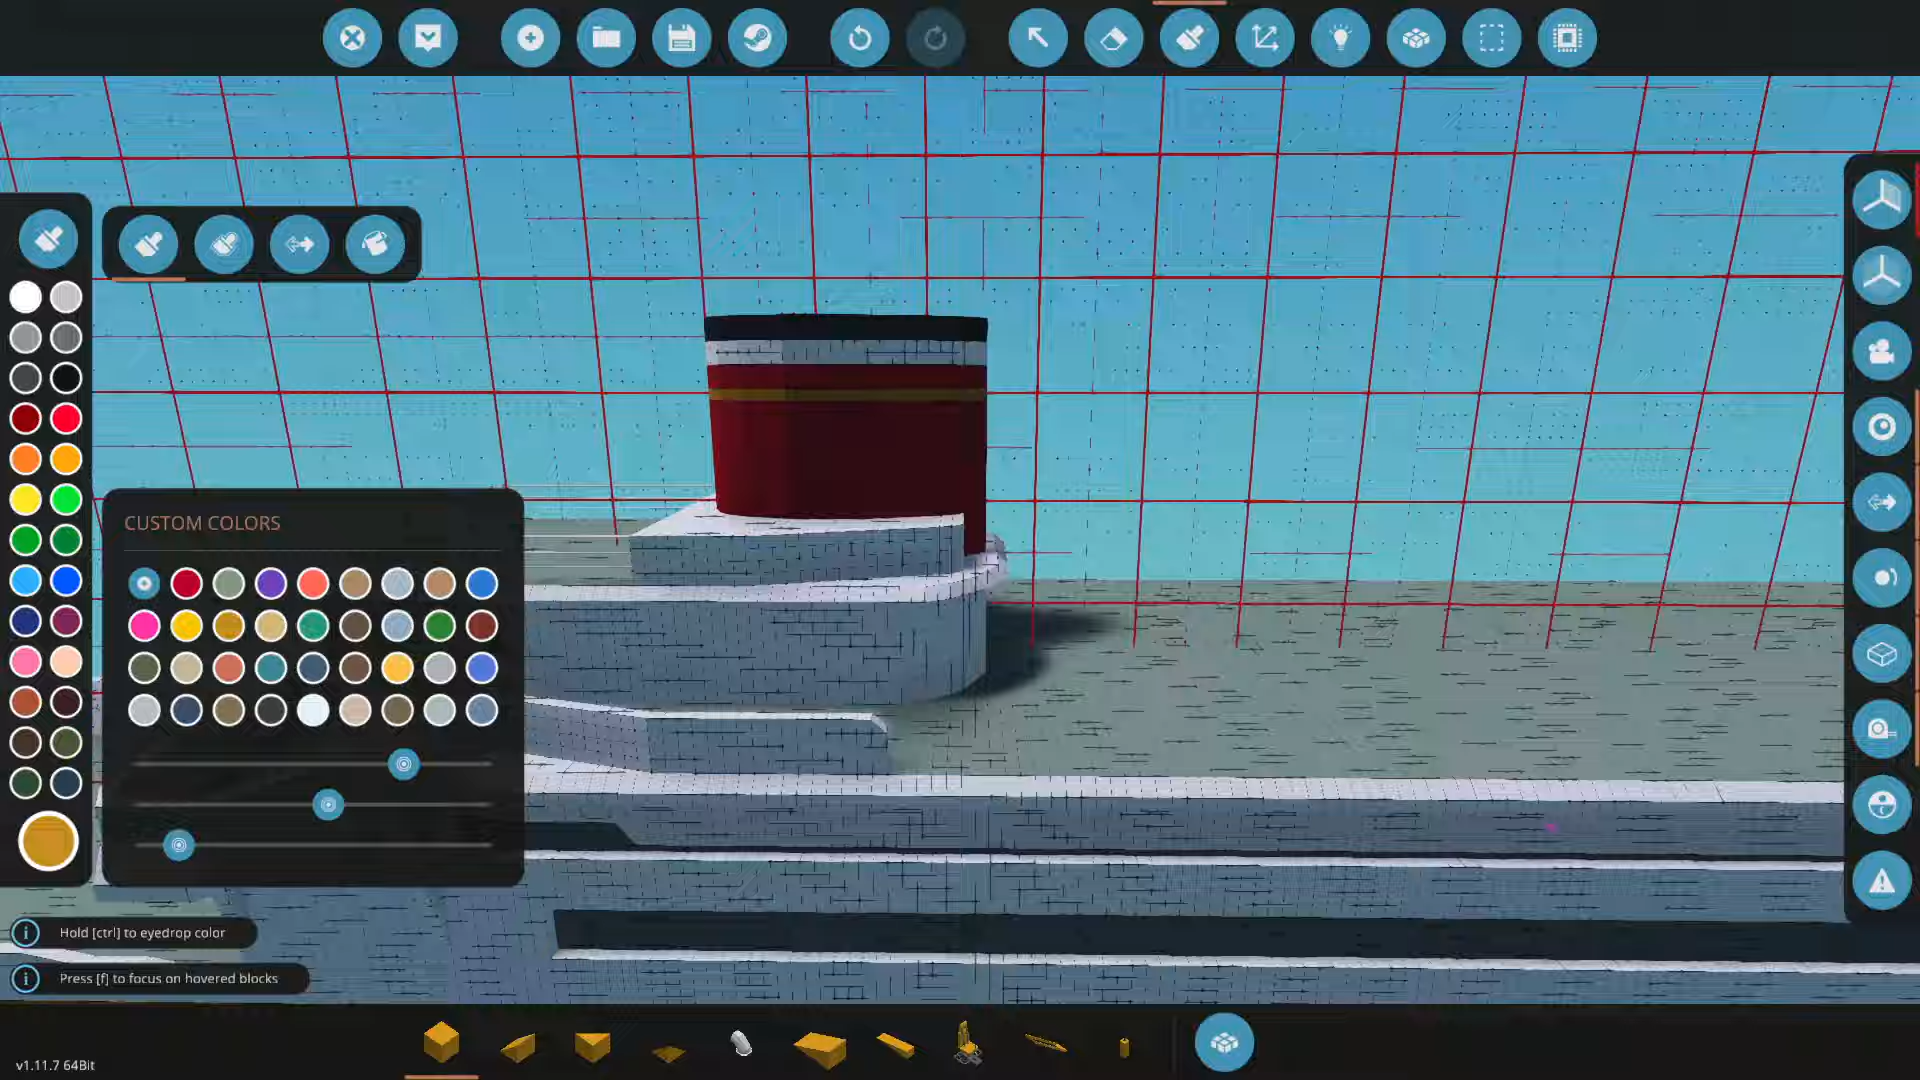 CUSTOM COLORS
Hold [ctrl] to eyedrop color
Press [f] to focus on hovered blocks
v1.11.7 64Bit